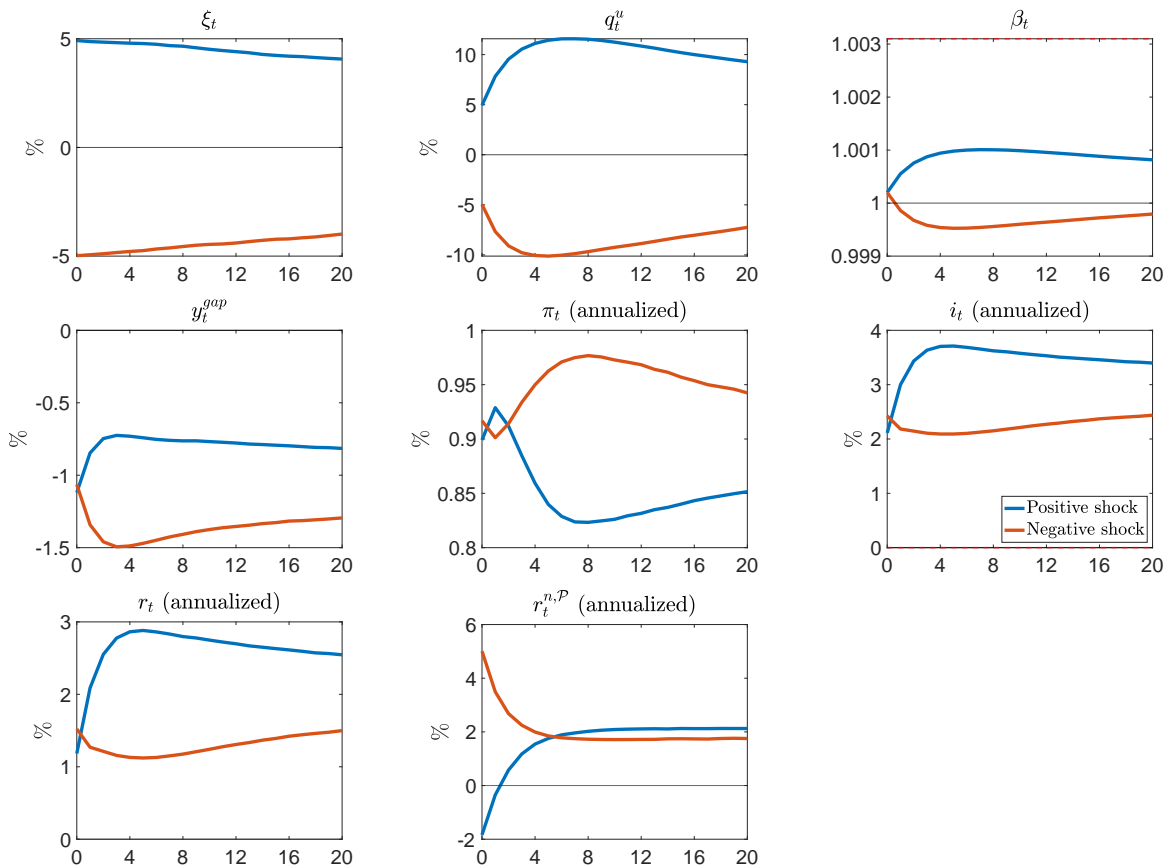 ξt qtu βt
5 10 1.003
5 1.002
% 0 % 0 1.001
-5 1
-5 -10 0.999
0 4 8 12 16 20 0 4 8 12 16 20 0 4 8 12 16 20
ytgap πt (annualized) it (annualized)
0 1 4
-0.5 0.95 3
% -1 % 0.9 % 2
0.85 1
Positive shock
Negative shock
-1.5 0.8 0
0 4 8 12 16 20 0 4 8 12 16 20 0 4 8 12 16 20
rt (annualized) rtn,P (annualized)
3 6
2 4
% 1 % 2
0
0 -2
0 4 8 12 16 20 0 4 8 12 16 20